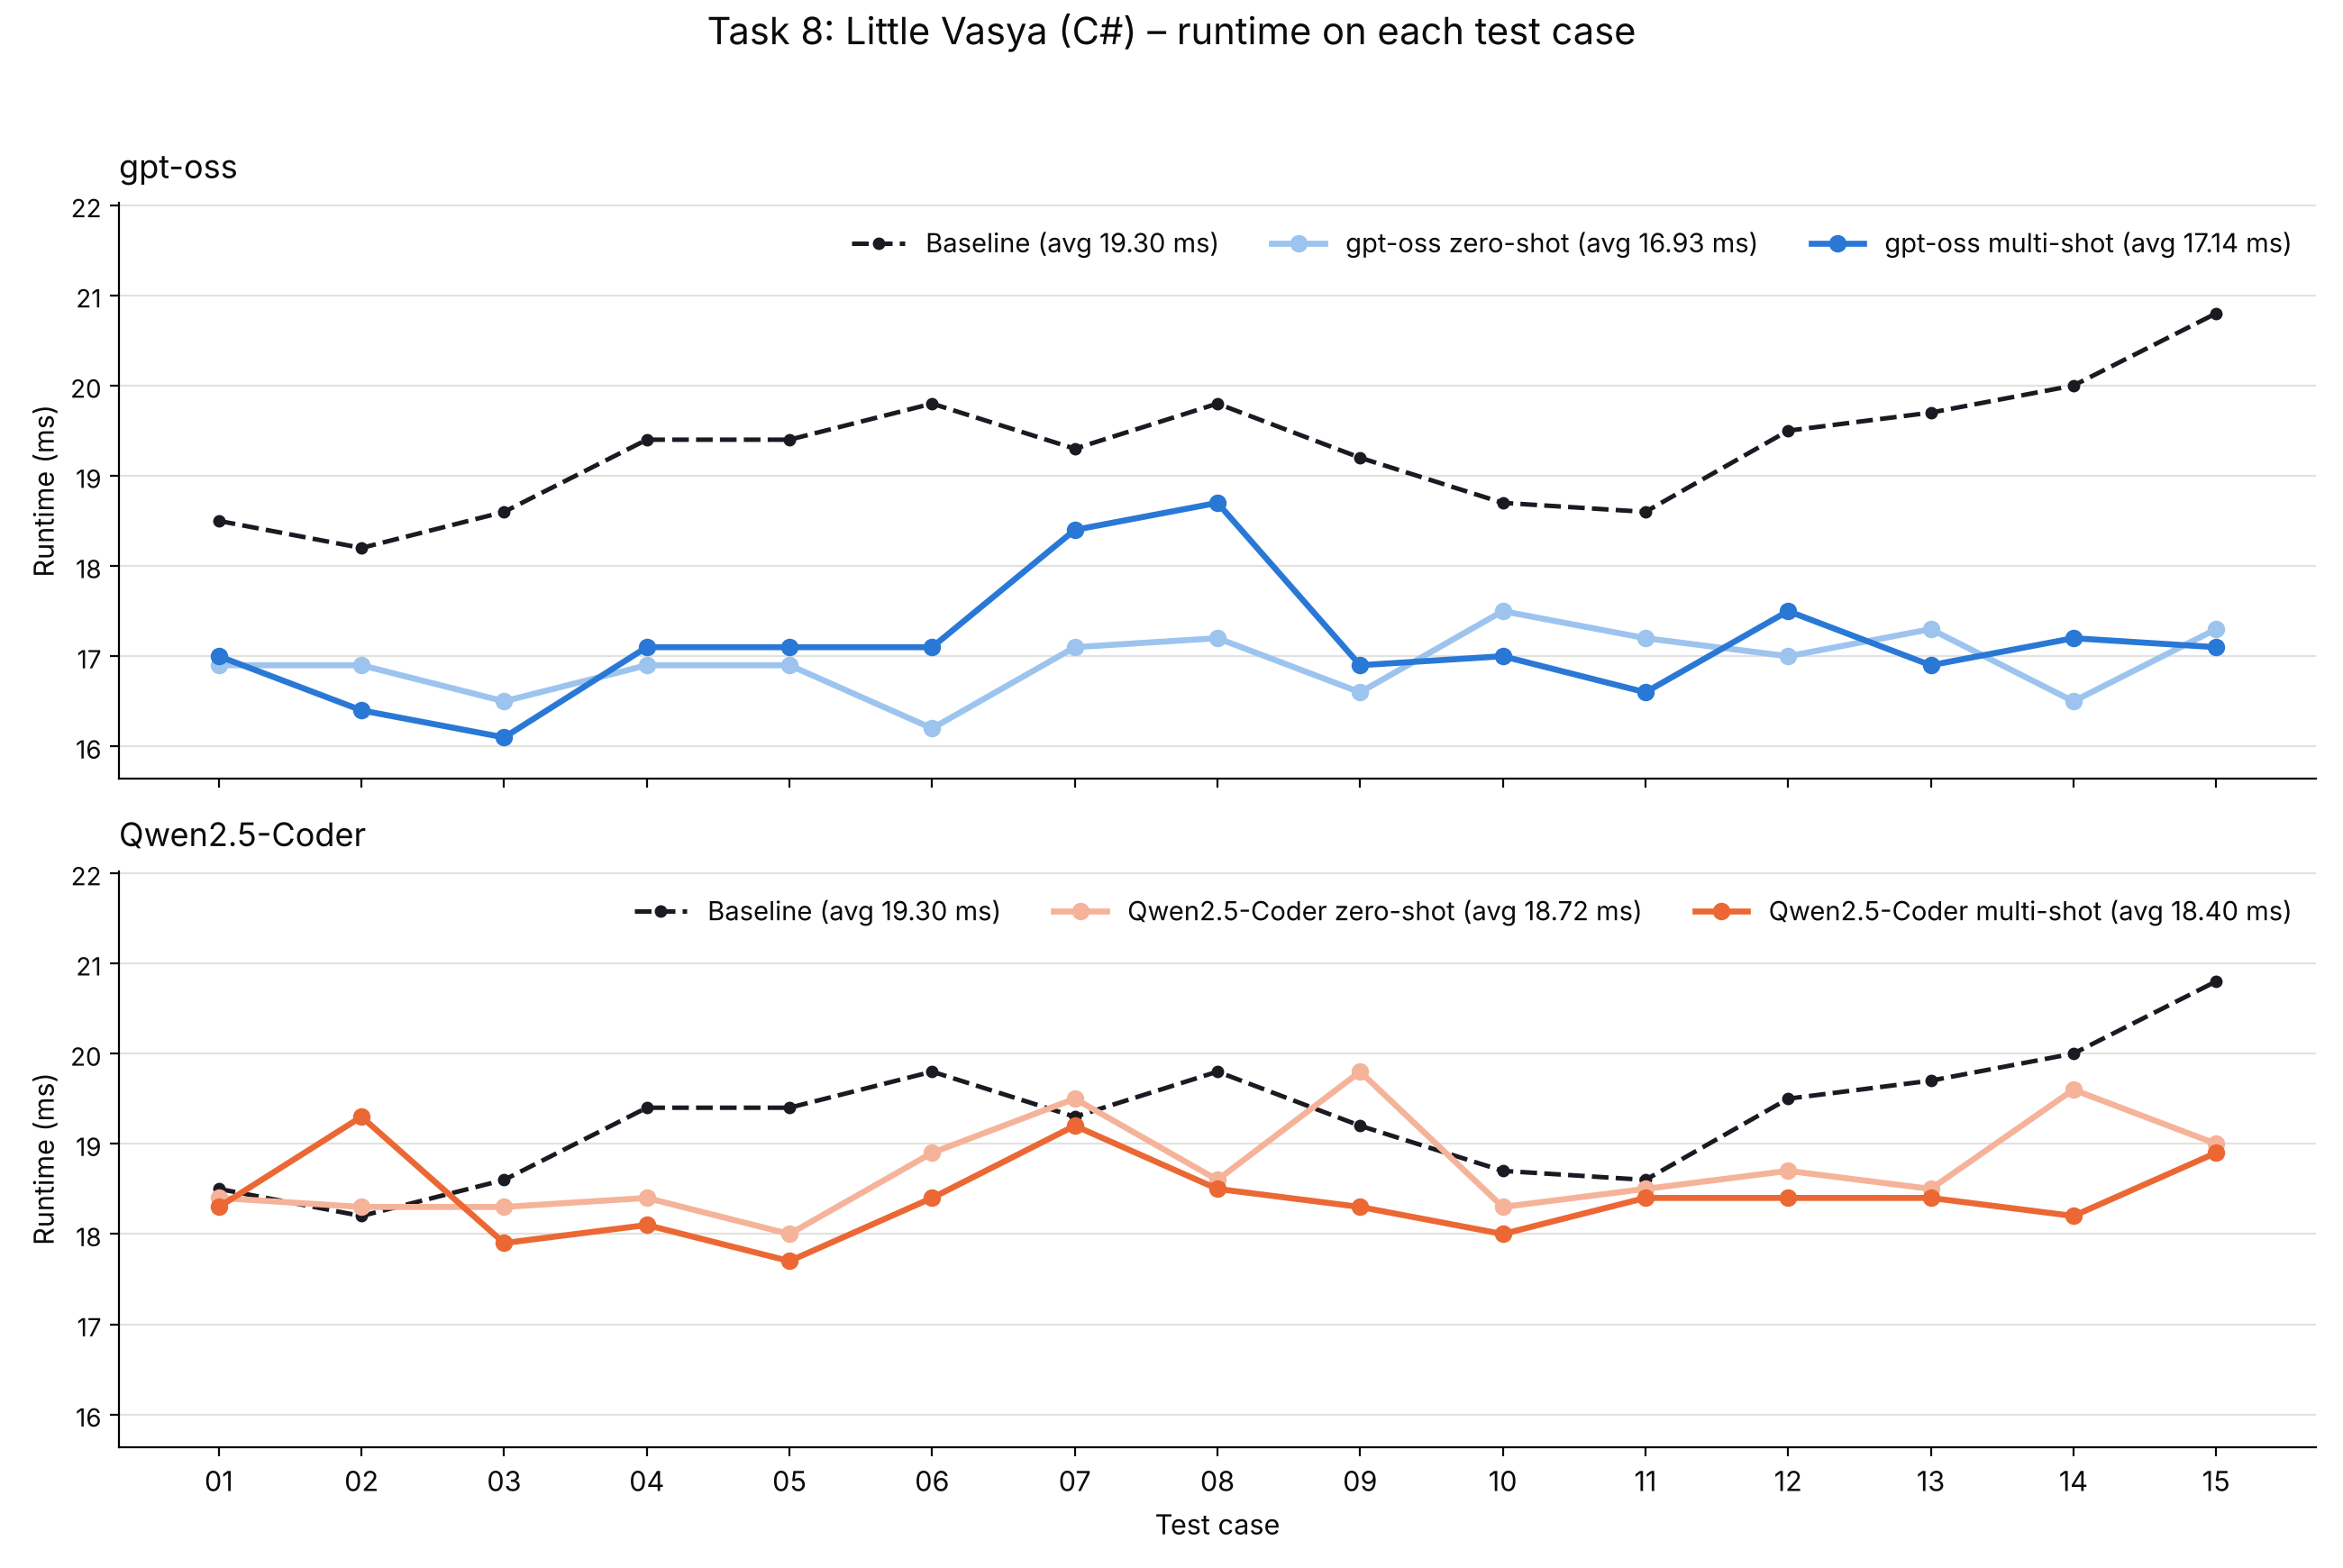 Task 8: Little Vasya (C#) – runtime on each test case
gpt-oss
Baseline (avg 19.30 ms) gpt-oss zero-shot (avg 16.93 ms) gpt-oss multi-shot (avg 17.14 ms)
Runtime (ms)
22
21
20
19
18
17
16
Qwen2.5-Coder
Baseline (avg 19.30 ms) Qwen2.5-Coder zero-shot (avg 18.72 ms) Qwen2.5-Coder multi-shot (avg 18.40 ms)
Runtime (ms)
22
21
20
19
18
17
16
01 02 03 04 05 06 07 08 09 10 11 12 13 14 15
Test case